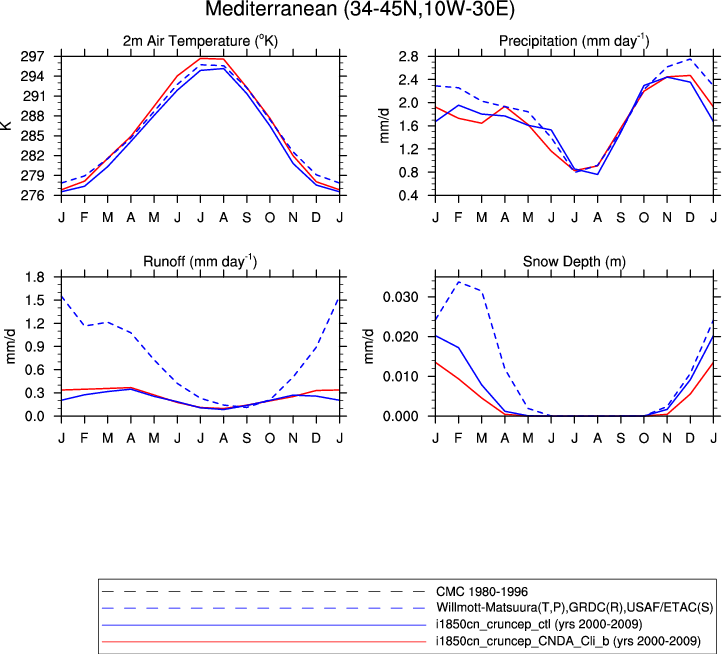 Mediterranean (34-45N,10W-30E)
2m Air Temperature (°K)
Precipitation (mm day⁻¹)
297
294
291
288
285
282
279
276
K
J F M A M J J A S O N D J
2.8
2.4
2.0
1.6
1.2
0.8
0.4
mm/d
J F M A M J J A S O N D J
Runoff (mm day⁻¹)
Snow Depth (m)
1.8
1.5
1.2
0.9
0.6
0.3
0.0
mm/d
J F M A M J J A S O N D J
0.030
0.020
0.010
0.000
mm/d
J F M A M J J A S O N D J
CMC 1980-1996
Willmott-Matsuura(T,P),GRDC(R),USAF/ETAC(S)
i1850cn_cruncep_ctl (yrs 2000-2009)
i1850cn_cruncep_CNDA_Cli_b (yrs 2000-2009)